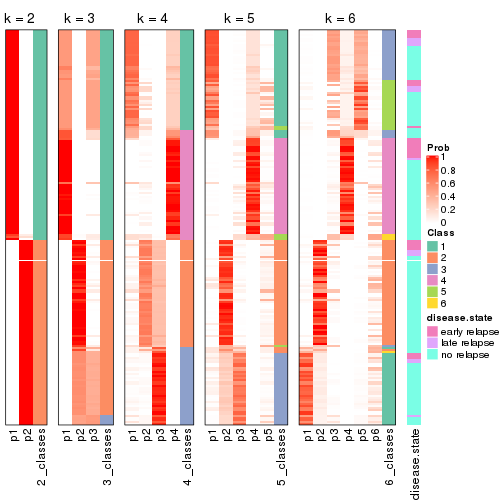 k = 2 k = 3 k = 4 k = 5 k = 6
Prob
1
0.8
0.6
0.4
0.2
0
Class
1
2
3
4
5
6
disease.state
early relapse
late relapse
no relapse
p1 p2 2_classes p1 p2 p3 3_classes p1 p2 p3 p4 4_classes p1 p2 p3 p4 p5 5_classes p1 p2 p3 p4 p5 p6 6_classes disease.state